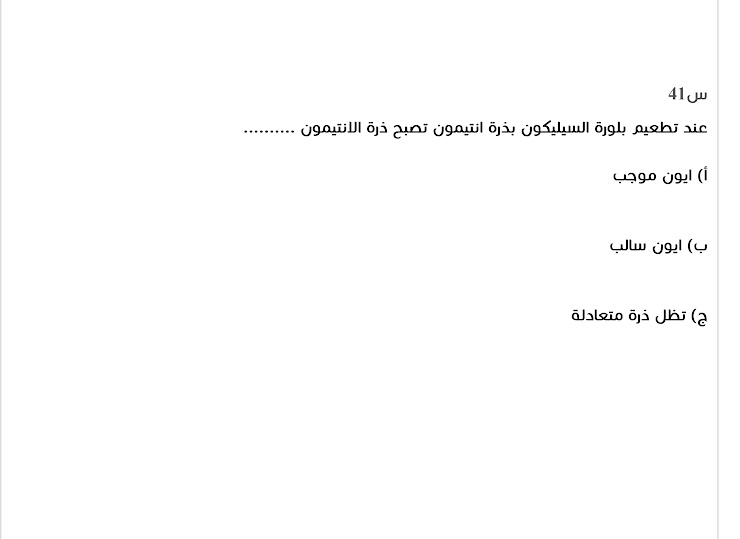 س41
عند تطعيم بلورة السيليكون بذرة انتيمون تصبح ذرة الانتيمون ..........
أ) ايون موجب
ب) ايون سالب
ج) تظل ذرة متعادلة